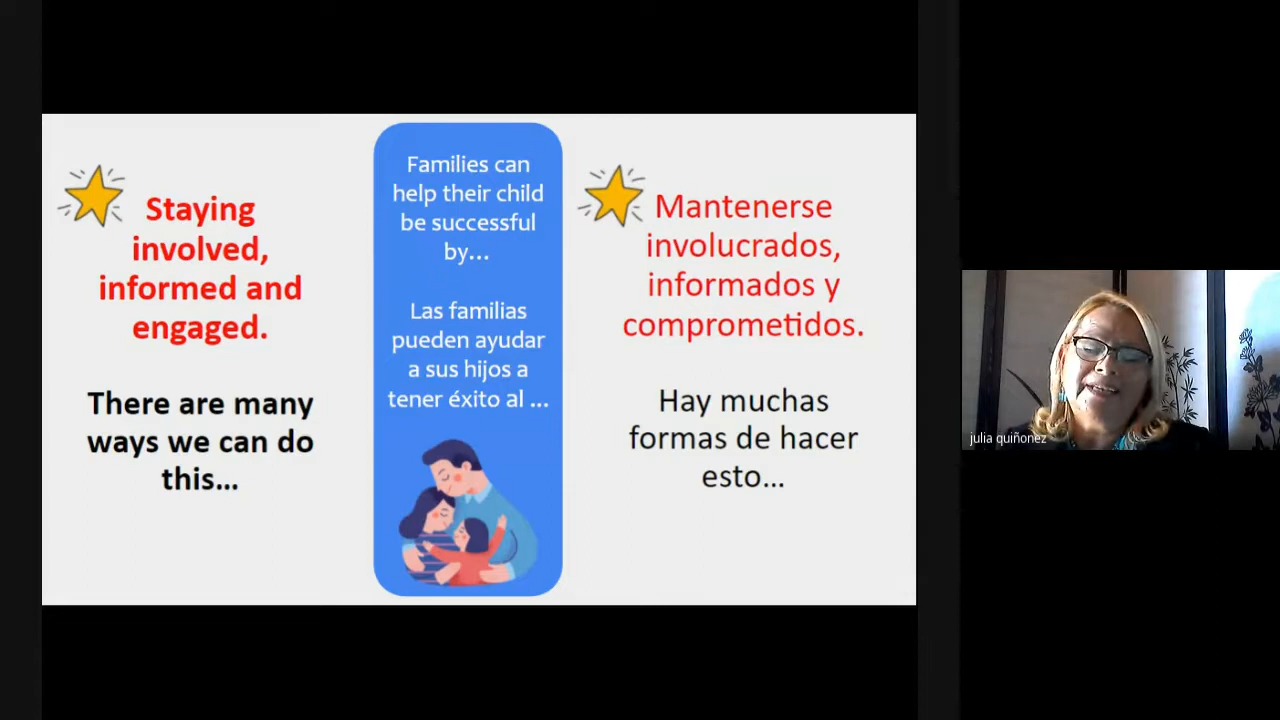 Staying
involved,
informed and
engaged.
There are many
ways we can do
this...
Families can
help their child
be successful
by...
Las familias
pueden ayudar
a sus hijos a
tener éxito al ...
Mantenerse
involucrados,
informados y
comprometidos.
Hay muchas
formas de hacer
esto...
julia quiñonez